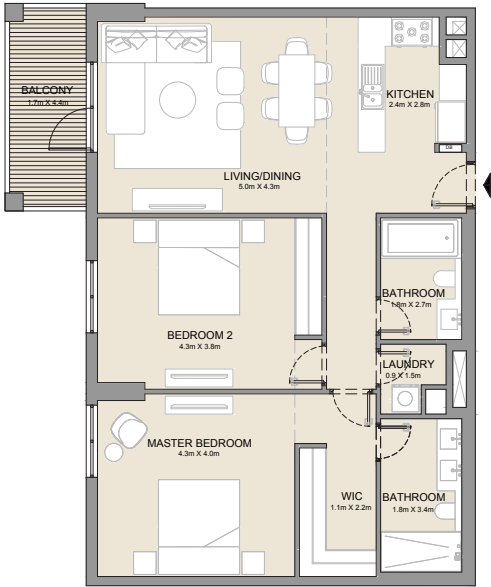 BALCONY
1.7m X 4.4m
KITCHEN
2.4m X 2.8m
DB
LIVING/DINING
5.0m X 4.3m
BATHROOM
1.8m X 2.7m
BEDROOM 2
4.3m X 3.8m
LAUNDRY
0.9 X 1.5m
MASTER BEDROOM
4.3m X 4.0m
WIC
1.1m X 2.2m
BATHROOM
1.8m X 3.4m